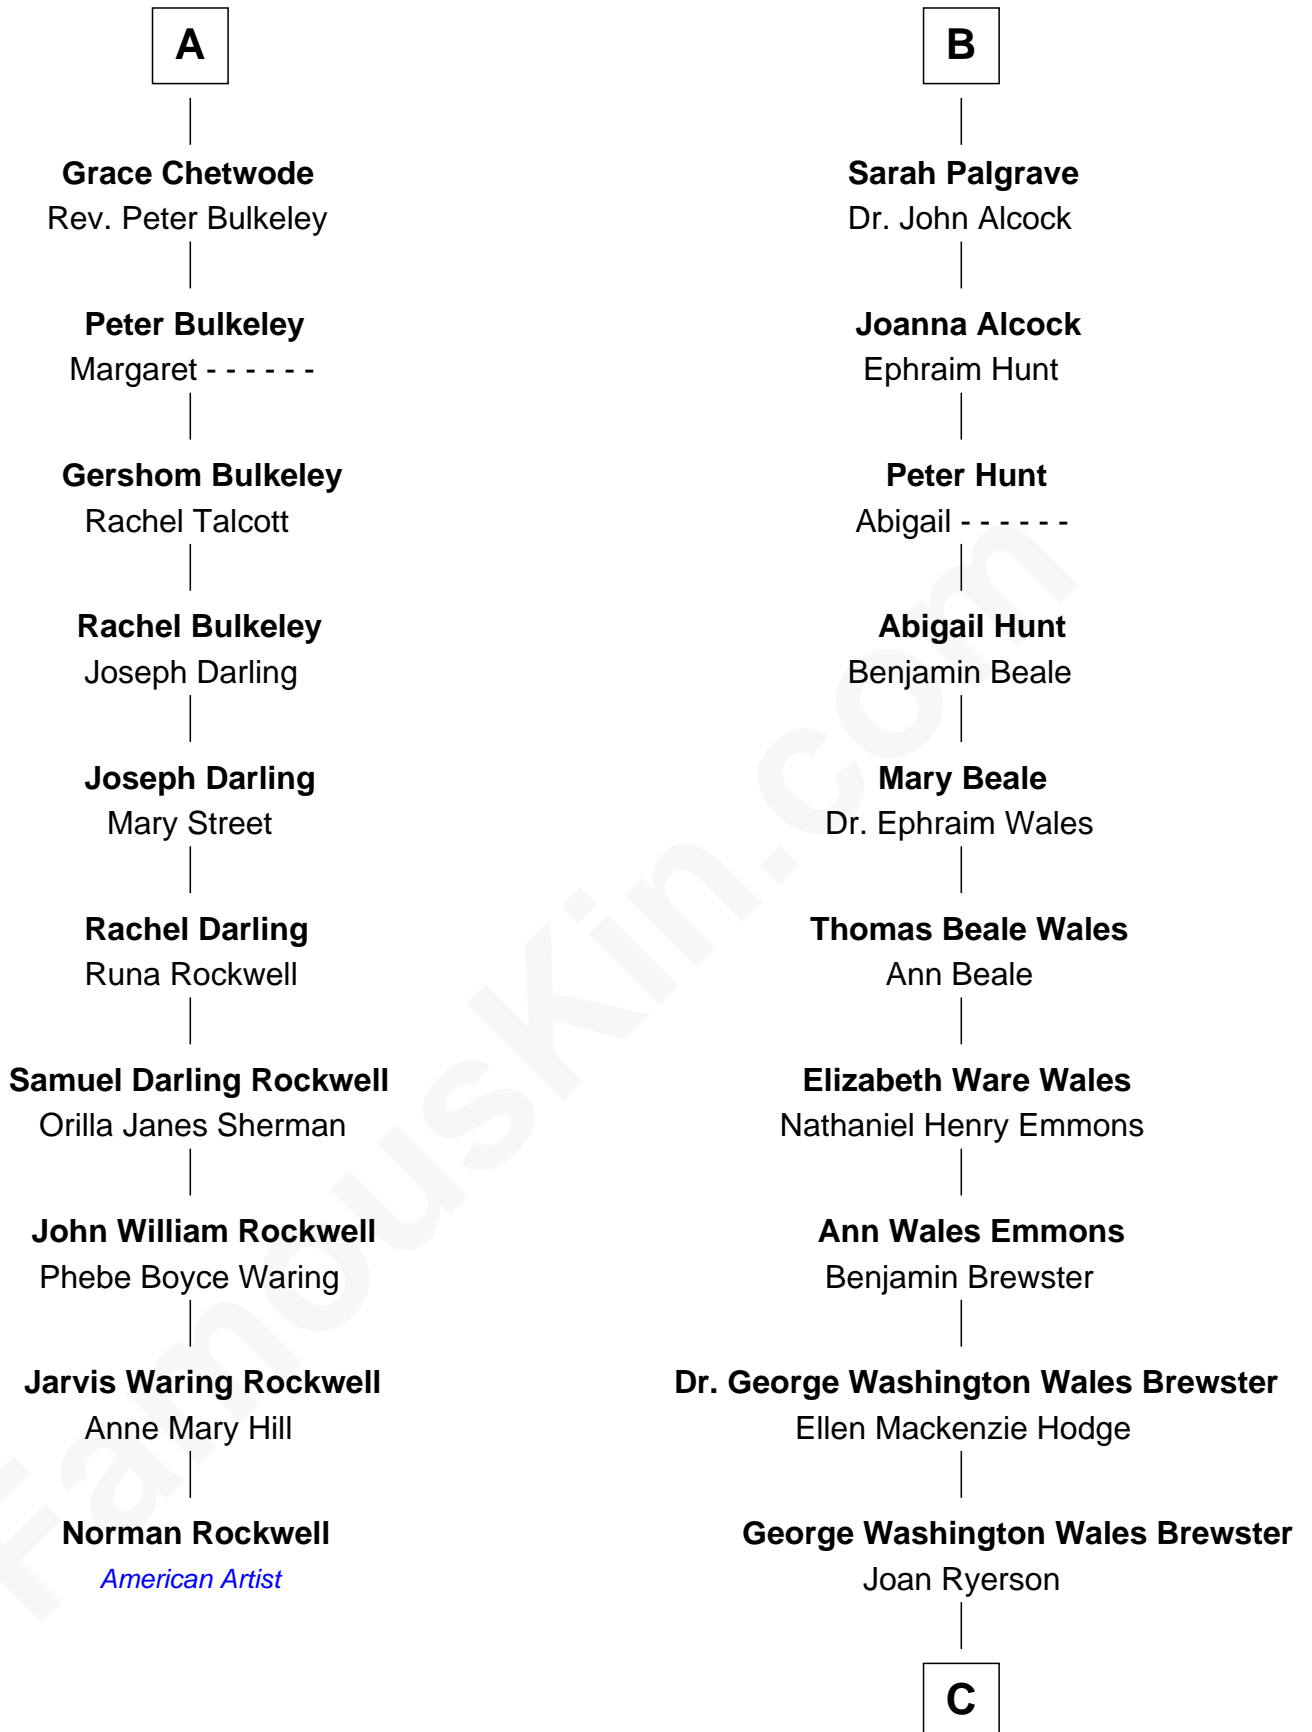 A
Grace Chetwode
Rev. Peter Bulkeley
Peter Bulkeley
Margaret - - - - - -
Gershom Bulkeley
Rachel Talcott
Rachel Bulkeley
Joseph Darling
Joseph Darling
Mary Street
Rachel Darling
Runa Rockwell
Samuel Darling Rockwell
Orilla Janes Sherman
John William Rockwell
Phebe Boyce Waring
Jarvis Waring Rockwell
Anne Mary Hill
Norman Rockwell
American Artist
B
Sarah Palgrave
Dr. John Alcock
Joanna Alcock
Ephraim Hunt
Peter Hunt
Abigail - - - - - -
Abigail Hunt
Benjamin Beale
Mary Beale
Dr. Ephraim Wales
Thomas Beale Wales
Ann Beale
Elizabeth Ware Wales
Nathaniel Henry Emmons
Ann Wales Emmons
Benjamin Brewster
Dr. George Washington Wales Brewster
Ellen Mackenzie Hodge
George Washington Wales Brewster
Joan Ryerson
C
FamousKin.com